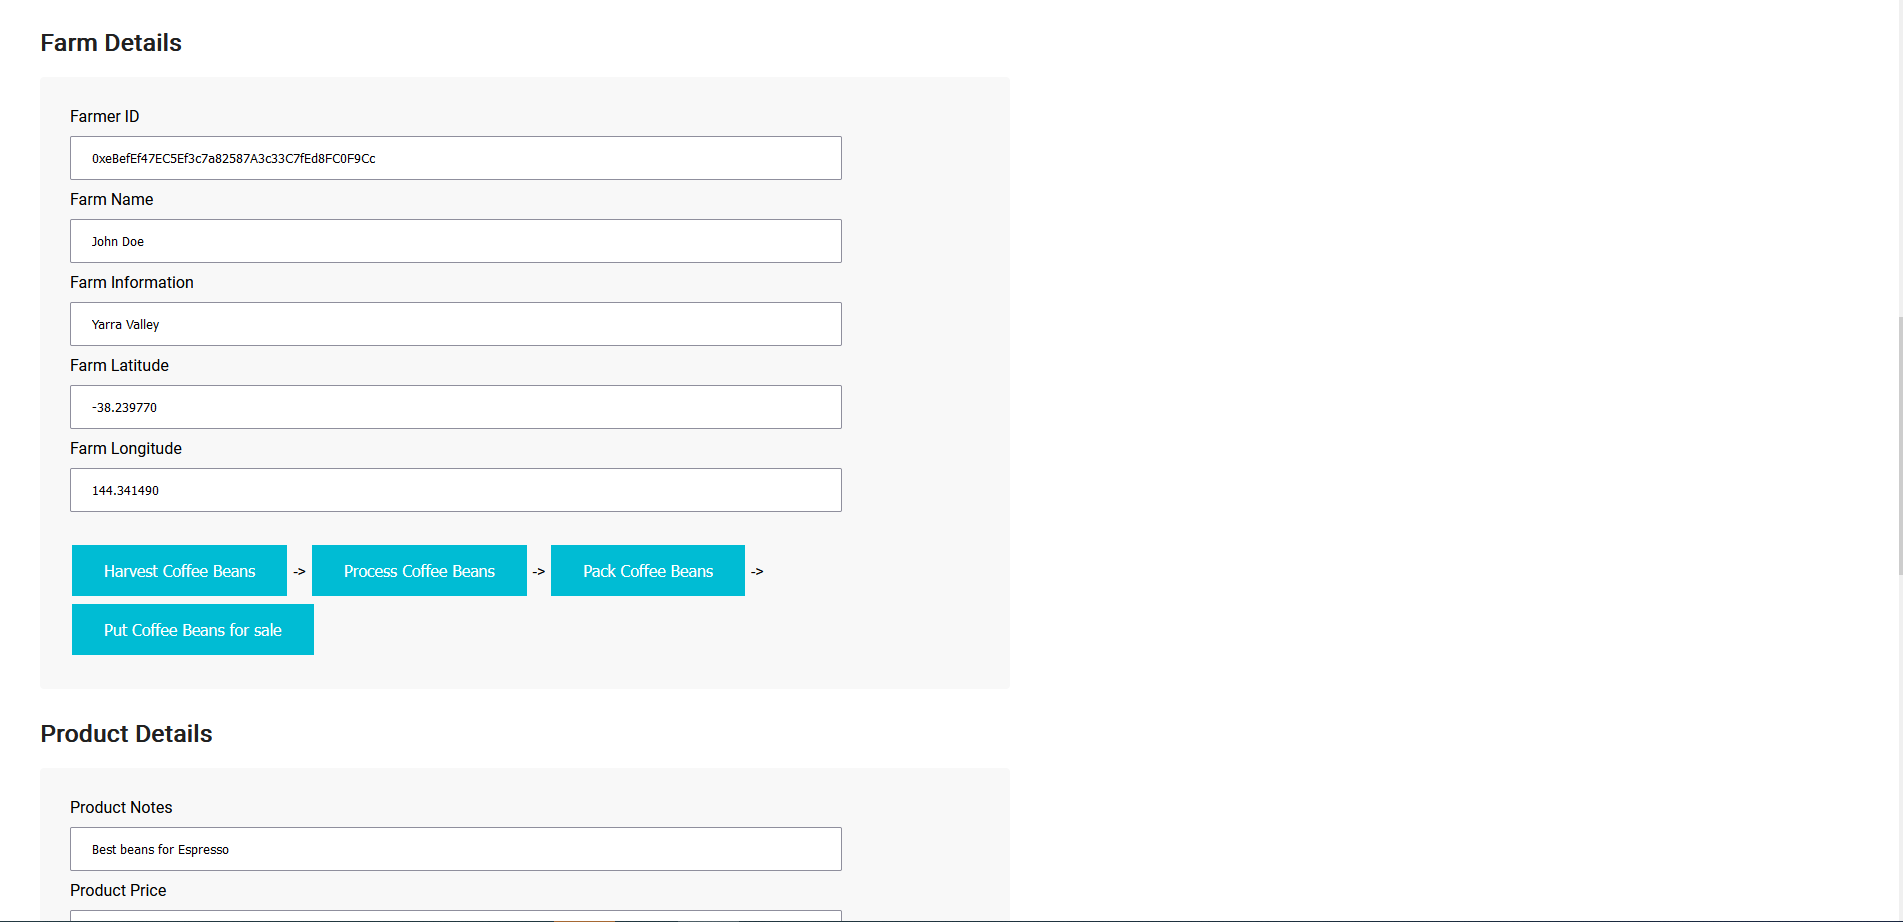 Farm Details
Farmer ID
0xeBefEf47EC5Ef3c7a82587A3c33C7fEd8FC0F9Cc
Farm Name
John Doe
Farm Information
Yarra Valley
Farm Latitude
-38.239770
Farm Longitude
144.341490
Harvest Coffee Beans -> Process Coffee Beans -> Pack Coffee Beans ->
Put Coffee Beans for sale
Product Details
Product Notes
Best beans for Espresso
Product Price